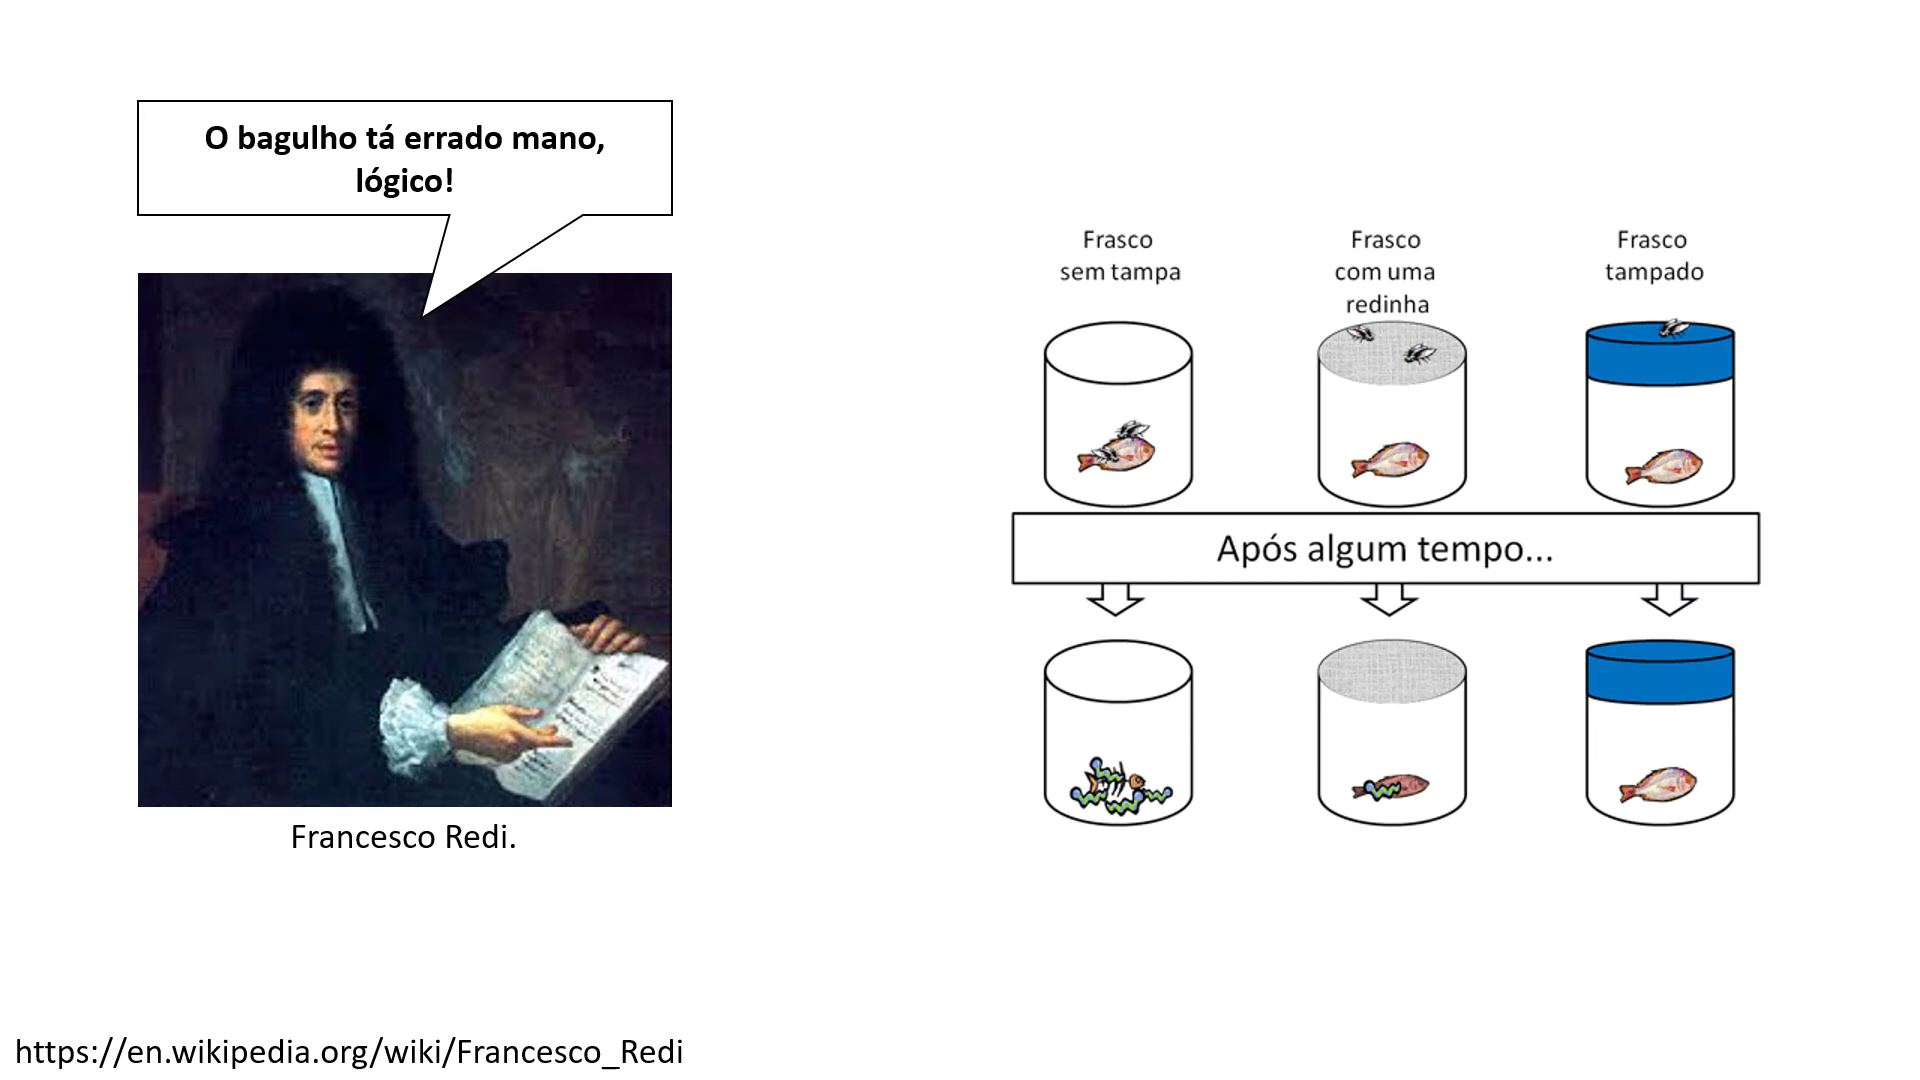 O bagulho tá errado mano,
lógico!
Francesco Redi.
Frasco
sem tampa
Frasco
com uma
redinha
Frasco
tampado
Após algum tempo...
https://en.wikipedia.org/wiki/Francesco_Redi